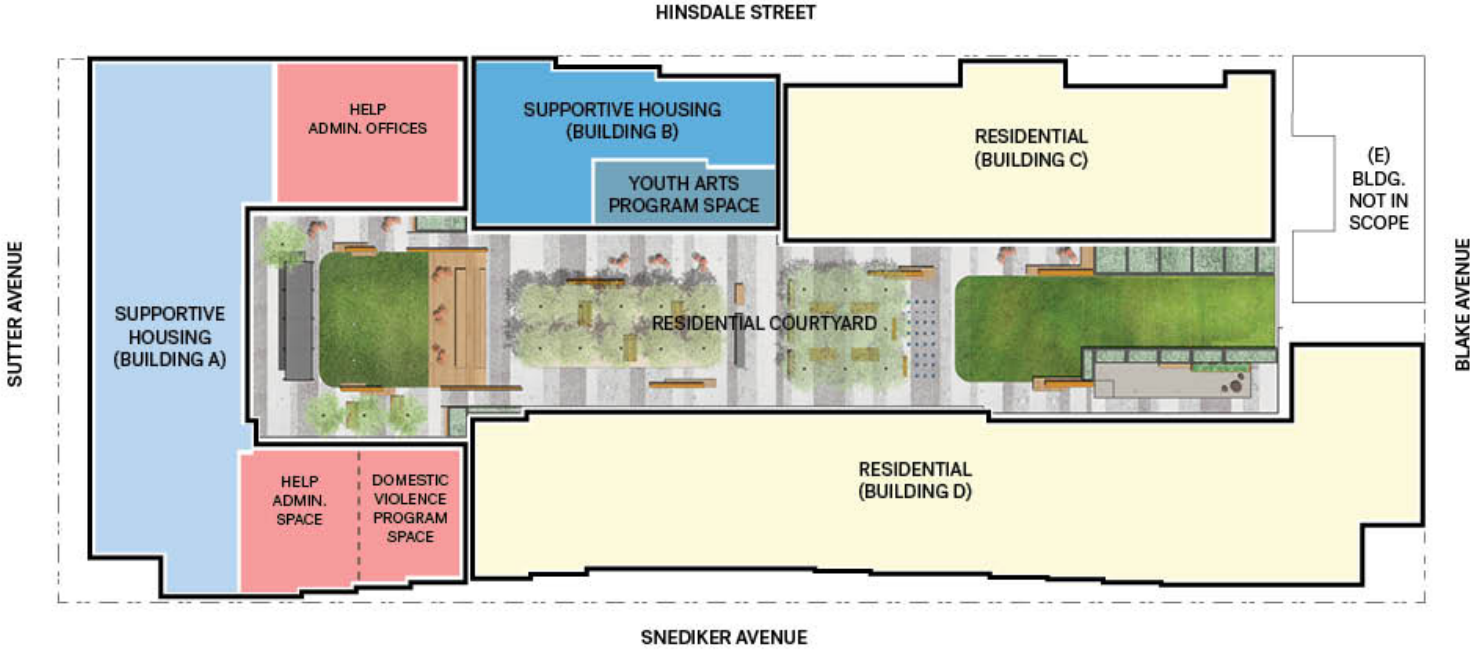 HINSDALE STREET
HELP
ADMIN. OFFICES
SUPPORTIVE HOUSING
(BUILDING B)
YOUTH ARTS
PROGRAM SPACE
RESIDENTIAL
(BUILDING C)
(E)
BLDG.
NOT IN
SCOPE
SUTTER AVENUE
SUPPORTIVE
HOUSING
(BUILDING A)
RESIDENTIAL COURTYARD
BLAKE AVENUE
HELP
ADMIN.
SPACE
DOMESTIC
VIOLENCE
PROGRAM
SPACE
RESIDENTIAL
(BUILDING D)
SNEDIKER AVENUE